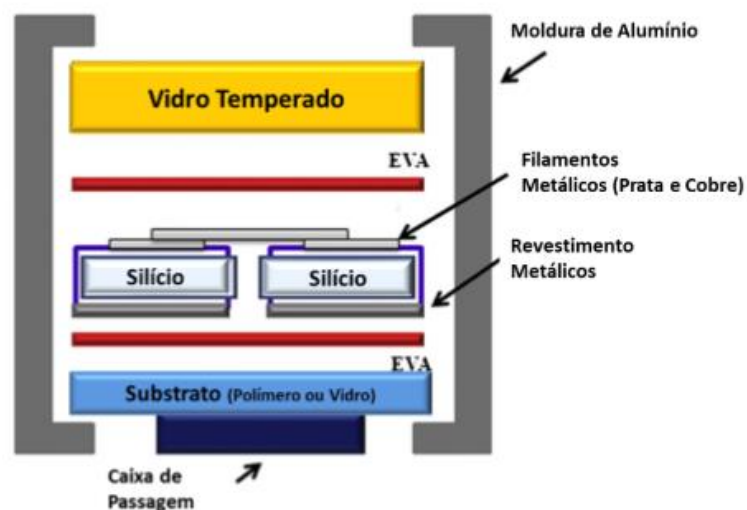 Moldura de Alumínio
Vidro Temperado
EVA
Filamentos
Metálicos (Prata e Cobre)
Revestimento
Metálicos
Silício
Silício
EVA
Substrato (Polímero ou Vidro)
Caixa de
Passagem